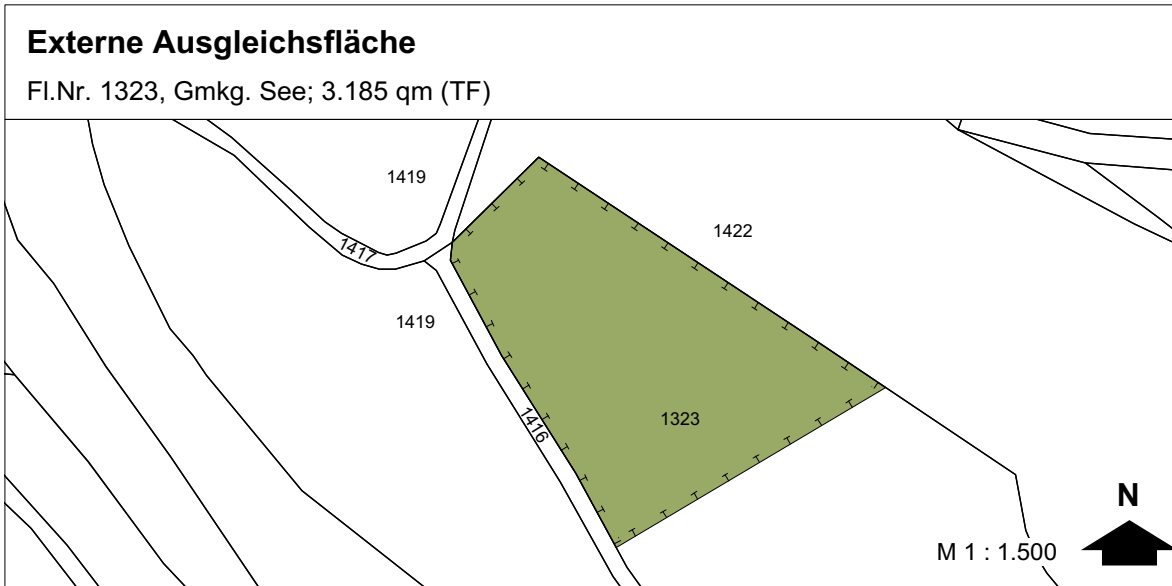 Externe Ausgleichsfläche
Fl.Nr. 1323, Gmkg. See; 3.185 qm (TF)
1419
1422
1417
1419
1323
1416
N
M 1 : 1.500